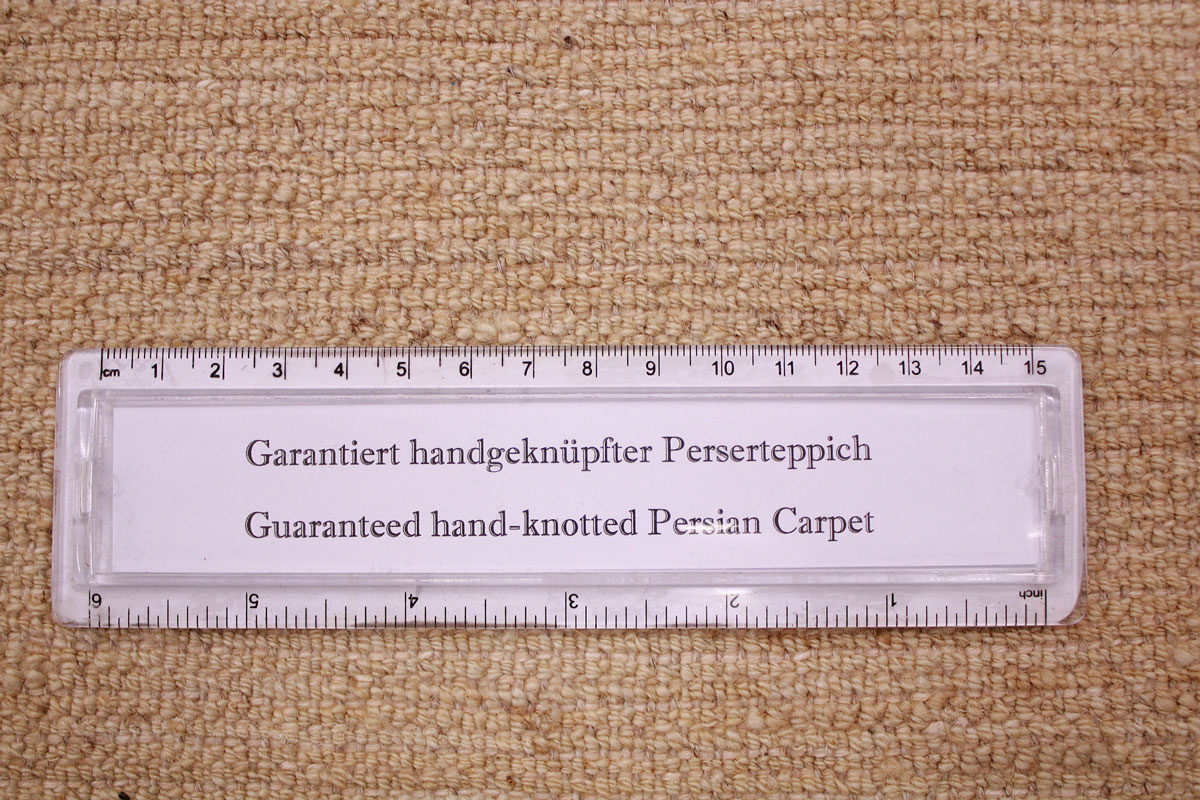 cm 1 2 3 4 5 6 7 8 9 10 11 12 13 14 15
Garantiert handgeknüpfter Perserteppich
Guaranteed hand-knotted Persian Carpet
6 5 4 3 2 1 inch